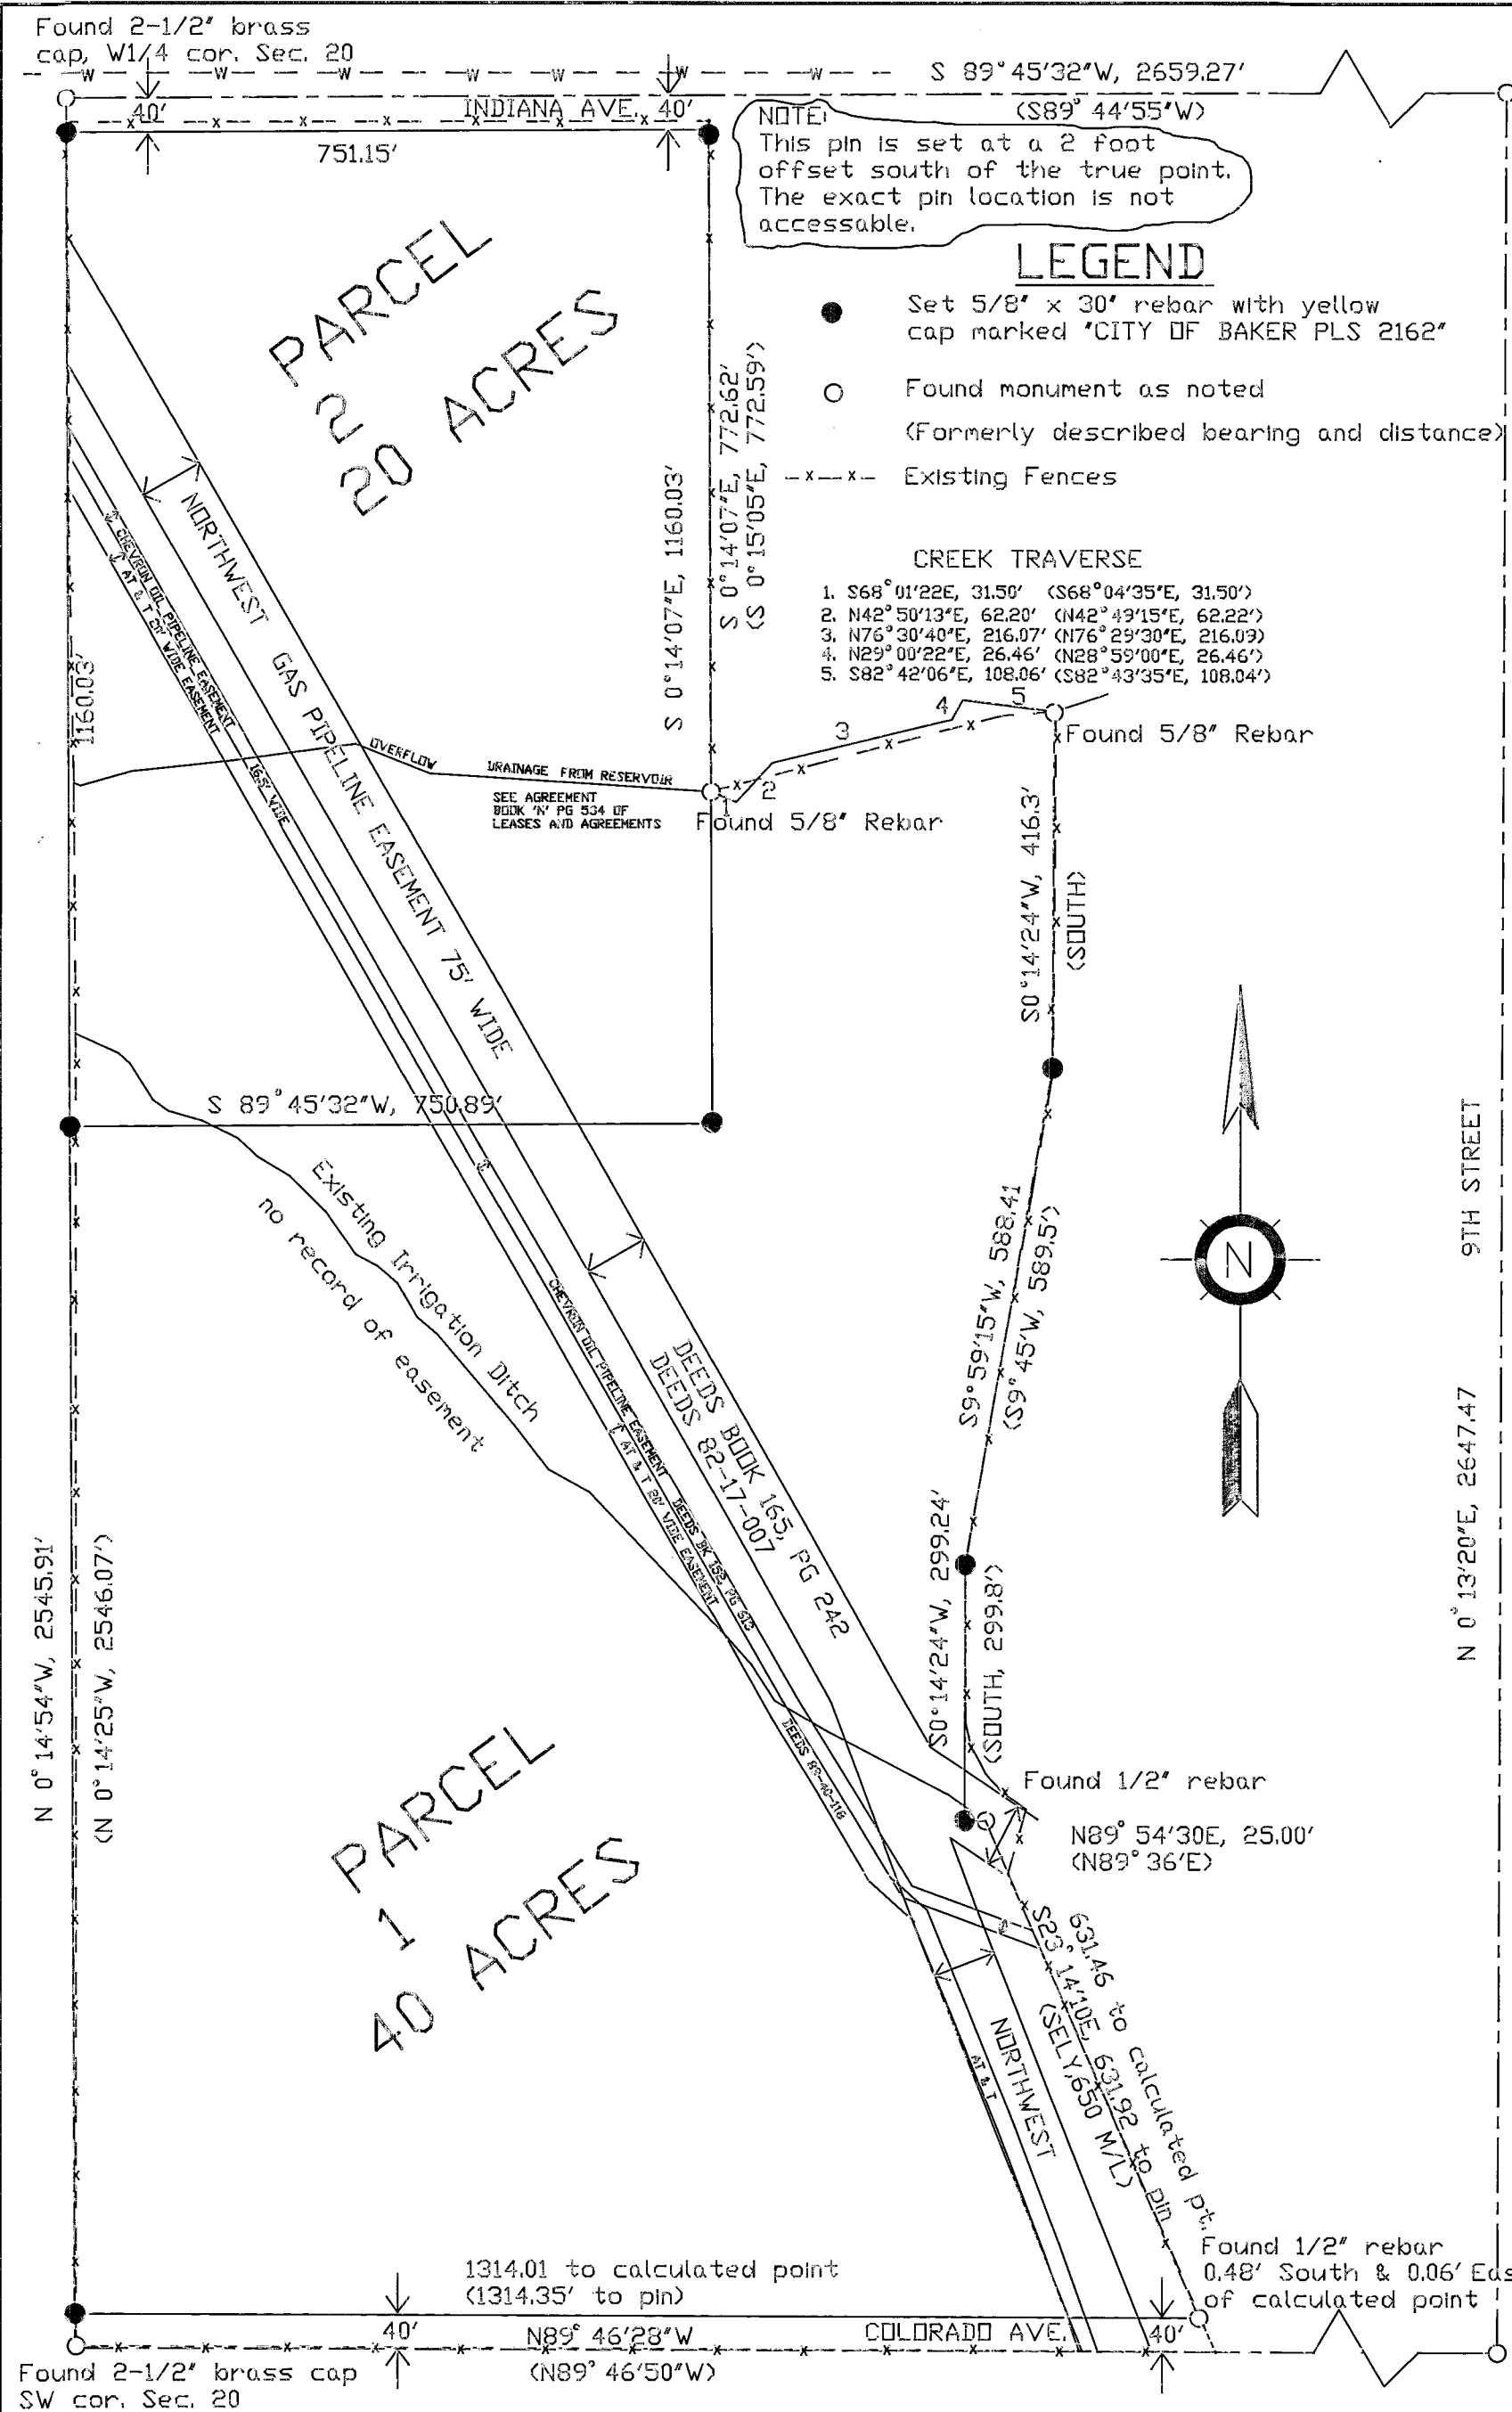 Found 2-1/2" brass
cap, W1/4 cor. Sec. 20
W W W W W W W
S 89°45'32"W, 2659.27'
(S89° 44'55"W)
40'
INDIANA AVE.
40'
751.15'
NOTE:
This pin is set at a 2 foot
offset south of the true point.
The exact pin location is not
accessable.
LEGEND
Set 5/8" x 30" rebar with yellow
cap marked "CITY OF BAKER PLS 2162"
Found monument as noted
(Formerly described bearing and distance)
-x--x- Existing Fences
PARCEL
2
20 ACRES
S 0°14'07"E, 1160.03'
S 0°14'07"E, 772.62'
(S 0°15'05"E, 772.59')
CREEK TRAVERSE
1. S68°01'22E, 31.50' (S68°04'35"E, 31.50')
2. N42°50'13"E, 62.20' (N42°49'15"E, 62.22')
3. N76°30'40"E, 216.07' (N76°29'30"E, 216.09)
4. N29°00'22"E, 26.46' (N28°59'00"E, 26.46')
5. S82°42'06"E, 108.06' (S82°43'35"E, 108.04')
1160.03'
NORTHWEST GAS PIPELINE EASEMENT 75' WIDE
CHEVRON OIL PIPELINE EASEMENT
AT & T 20' WIDE EASEMENT
16.5' WIDE
OVERFLOW
DRAINAGE FROM RESERVOIR
SEE AGREEMENT
BOOK 'N' PG 534 OF
LEASES AND AGREEMENTS
1
2
3
4
5
Found 5/8" Rebar
Found 5/8" Rebar
S0°14'24"W, 416.3'
(SOUTH)
S 89°45'32"W, 750.89'
Existing Irrigation Ditch
no record of easement
N
9TH STREET
N 0°13'20"E, 2647.47
S9°59'15"W, 588.41
(S9°45'W, 589.5')
CHEVRON OIL PIPELINE EASEMENT DEEDS BK 152, PG 613
AT & T 20' WIDE EASEMENT
DEEDS 89-40-118
DEEDS BOOK 165, PG 242
DEEDS 82-17-007
S0°14'24"W, 299.24'
(SOUTH, 299.8')
N 0°14'54"W, 2545.91'
(N 0°14'25"W, 2546.07')
PARCEL
1
40 ACRES
Found 1/2" rebar
N89°54'30E, 25.00'
(N89°36'E)
631.46 to calculated pt.
S23°14'10E, 631.92 to pin
(SELY,650 M/L)
NORTHWEST
AT & T
1314.01 to calculated point
(1314.35' to pin)
Found 1/2" rebar
0.48' South & 0.06' Eas
of calculated point
40'
N89°46'28"W
COLORADO AVE.
40'
(N89°46'50"W)
Found 2-1/2" brass cap
SW cor. Sec. 20